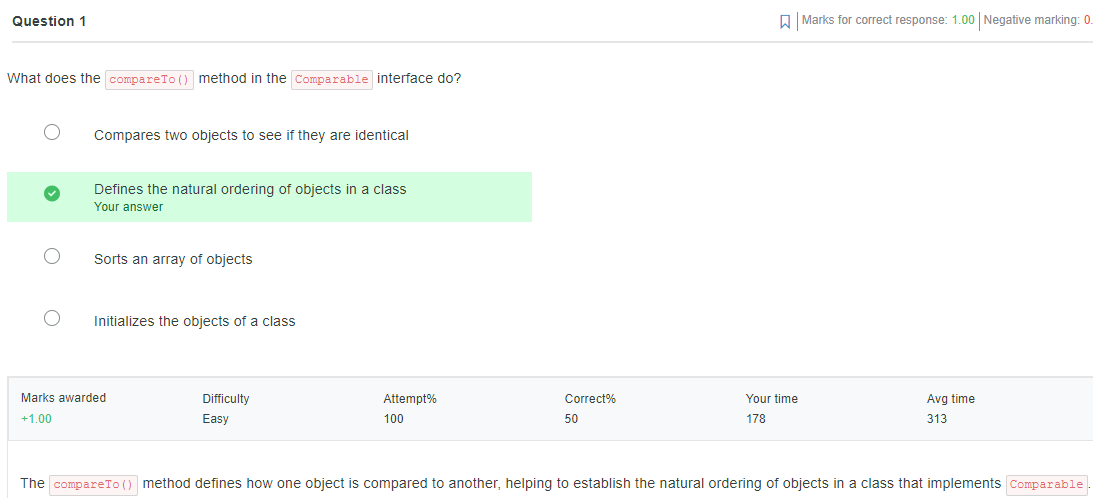 Question 1
Marks for correct response: 1.00 Negative marking: 0.
What does the compareTo() method in the Comparable interface do?
Compares two objects to see if they are identical
Defines the natural ordering of objects in a class
Your answer
Sorts an array of objects
Initializes the objects of a class
Marks awarded Difficulty Attempt% Correct% Your time Avg time
+1.00 Easy 100 50 178 313
The compareTo() method defines how one object is compared to another, helping to establish the natural ordering of objects in a class that implements Comparable.